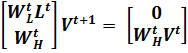 [W_L^t L^t
W_H^t] V^{t+1} = [0
W_H^t V^t]